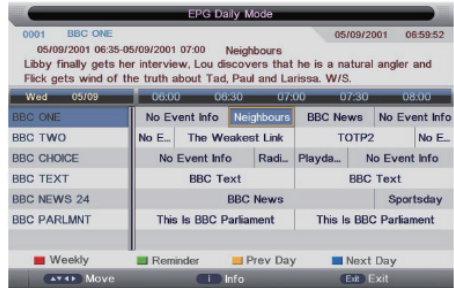 EPG Daily Mode
0001 BBC ONE 05/09/2001 06:59:52
05/09/2001 06:35-05/09/2001 07:00 Neighbours
Libby finally gets her interview, Lou discovers that he is a natural angler and
Flick gets wind of the truth about Tad, Paul and Larissa. W/S.
Wed 05/09 06:00 06:30 07:00 07:30 08:00
BBC ONE No Event Info Neighbours BBC News No Event Info
BBC TWO No E... The Weakest Link TOTP2 No E...
BBC CHOICE No Event Info Radi... Playda... No Event Info
BBC TEXT BBC Text BBC Text
BBC NEWS 24 BBC News Sportsday
BBC PARLMNT This Is BBC Parliament This Is BBC Parliament
Weekly Reminder Prev Day Next Day
Move i Info Exit Exit